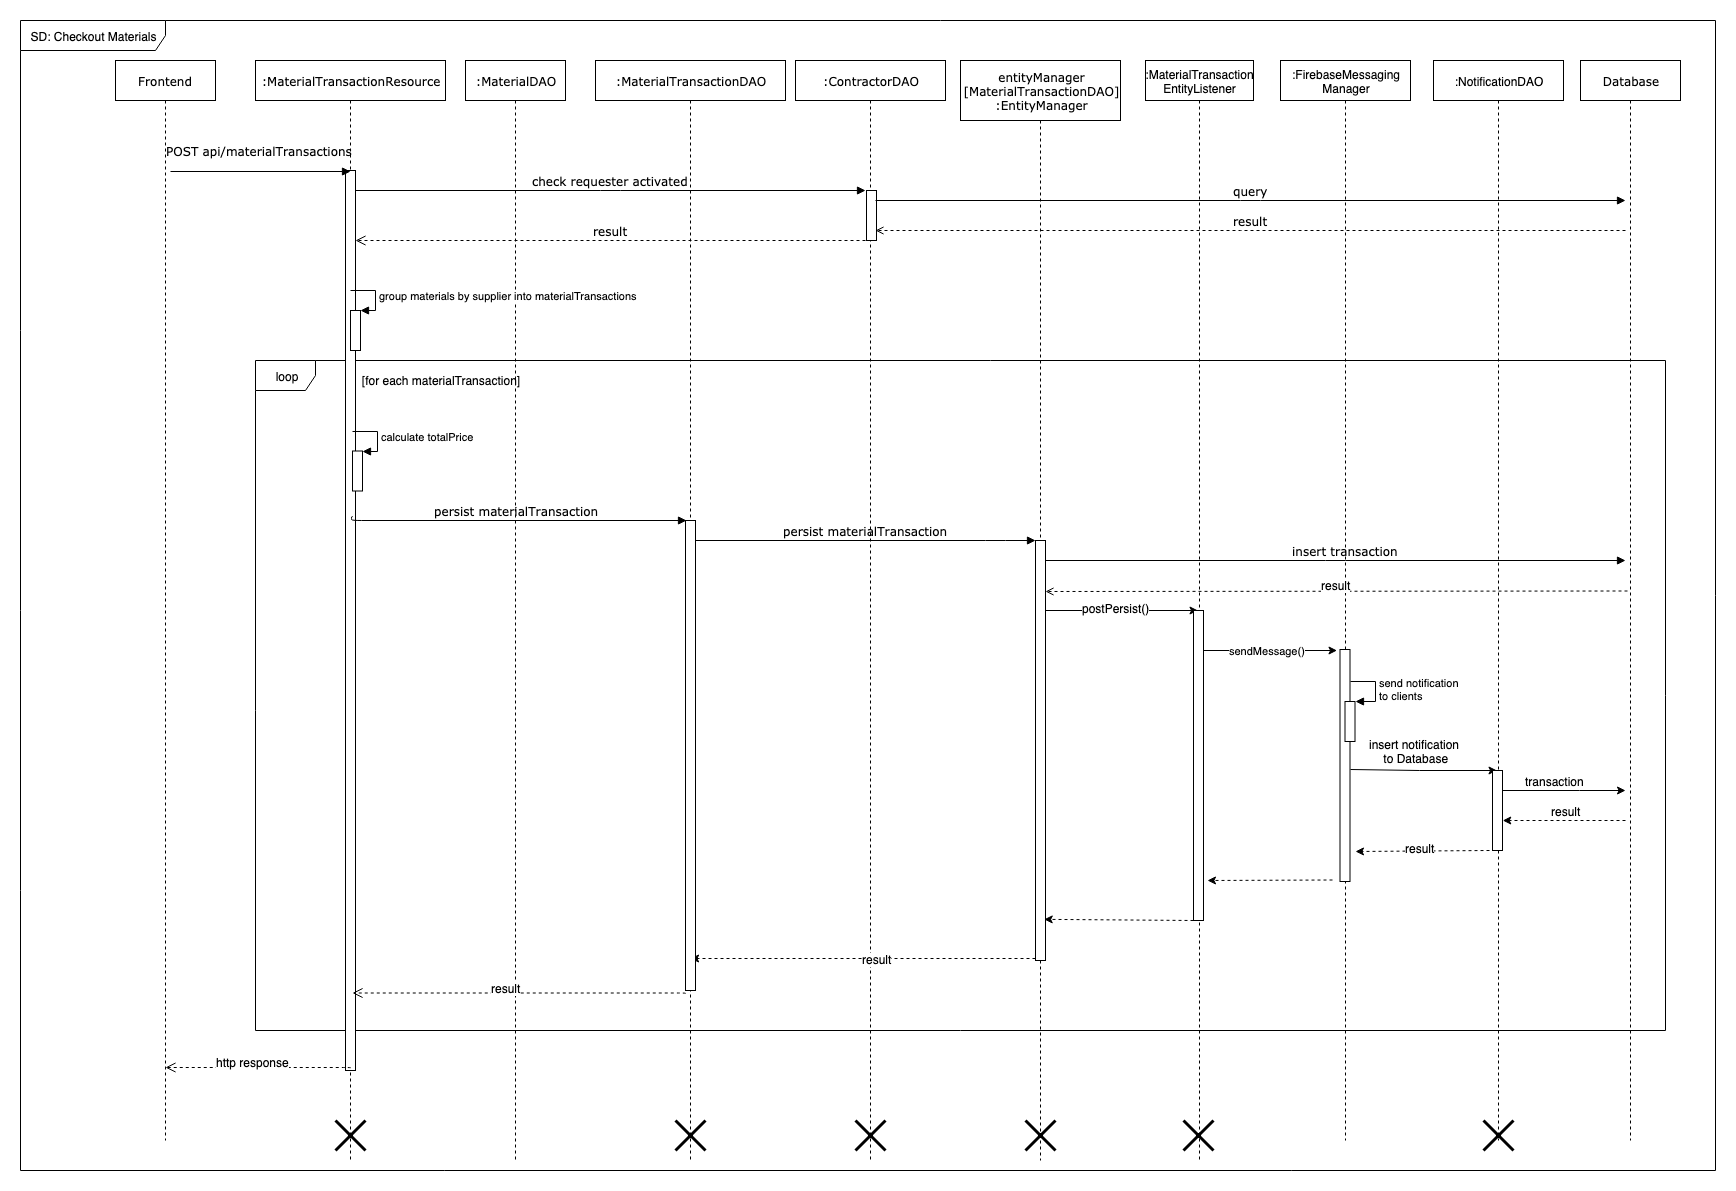 SD: Checkout Materials
Frontend
:MaterialTransactionResource
:MaterialDAO
:MaterialTransactionDAO
:ContractorDAO
entityManager
[MaterialTransactionDAO]
:EntityManager
:MaterialTransaction
EntityListener
:FirebaseMessaging
Manager
:NotificationDAO
Database
POST api/materialTransactions
check requester activated
query
result
result
group materials by supplier into materialTransactions
loop
[for each materialTransaction]
calculate totalPrice
persist materialTransaction
persist materialTransaction
insert transaction
result
postPersist()
sendMessage()
send notification
to clients
insert notification
to Database
transaction
result
result
result
result
http response